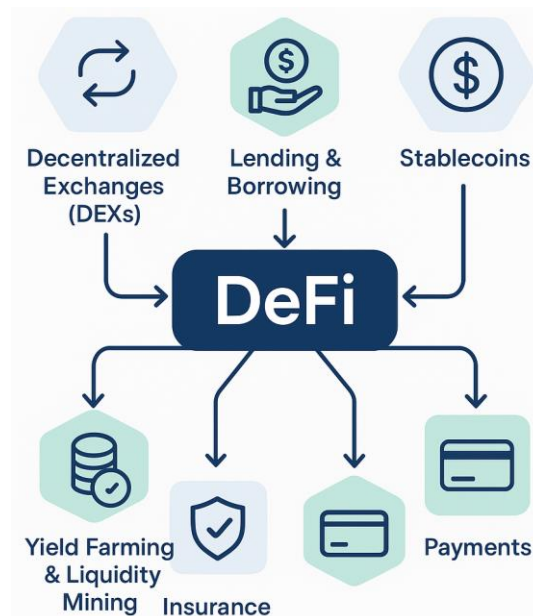 Decentralized
Exchanges
(DEXs)
Lending &
Borrowing
Stablecoins
$
$
DeFi
Yield Farming
& Liquidity
Mining
Insurance
Payments